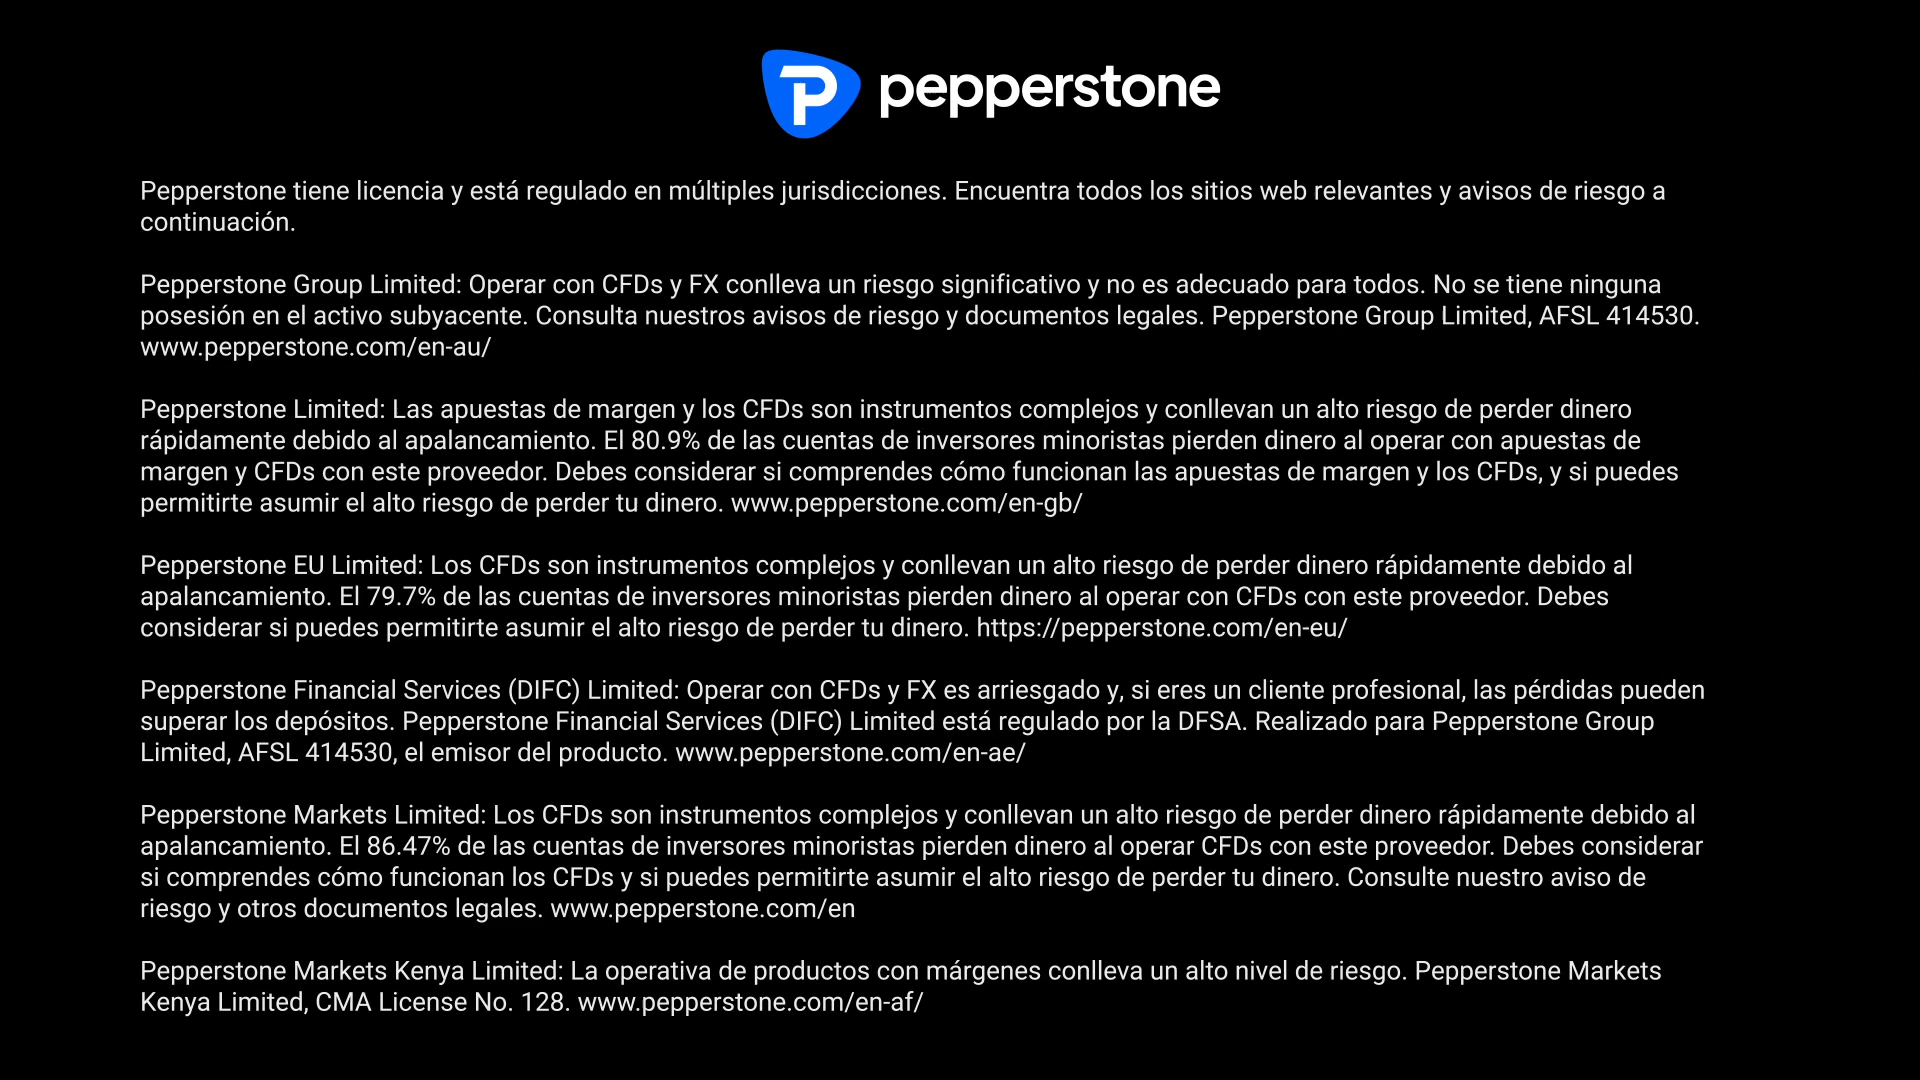 pepperstone
Pepperstone tiene licencia y está regulado en múltiples jurisdicciones. Encuentra todos los sitios web relevantes y avisos de riesgo a
continuación.
Pepperstone Group Limited: Operar con CFDs y FX conlleva un riesgo significativo y no es adecuado para todos. No se tiene ninguna
posesión en el activo subyacente. Consulta nuestros avisos de riesgo y documentos legales. Pepperstone Group Limited, AFSL 414530.
www.pepperstone.com/en-au/
Pepperstone Limited: Las apuestas de margen y los CFDs son instrumentos complejos y conllevan un alto riesgo de perder dinero
rápidamente debido al apalancamiento. El 80.9% de las cuentas de inversores minoristas pierden dinero al operar con apuestas de
margen y CFDs con este proveedor. Debes considerar si comprendes cómo funcionan las apuestas de margen y los CFDs, y si puedes
permitirte asumir el alto riesgo de perder tu dinero. www.pepperstone.com/en-gb/
Pepperstone EU Limited: Los CFDs son instrumentos complejos y conllevan un alto riesgo de perder dinero rápidamente debido al
apalancamiento. El 79.7% de las cuentas de inversores minoristas pierden dinero al operar con CFDs con este proveedor. Debes
considerar si puedes permitirte asumir el alto riesgo de perder tu dinero. https://pepperstone.com/en-eu/
Pepperstone Financial Services (DIFC) Limited: Operar con CFDs y FX es arriesgado y, si eres un cliente profesional, las pérdidas pueden
superar los depósitos. Pepperstone Financial Services (DIFC) Limited está regulado por la DFSA. Realizado para Pepperstone Group
Limited, AFSL 414530, el emisor del producto. www.pepperstone.com/en-ae/
Pepperstone Markets Limited: Los CFDs son instrumentos complejos y conllevan un alto riesgo de perder dinero rápidamente debido al
apalancamiento. El 86.47% de las cuentas de inversores minoristas pierden dinero al operar CFDs con este proveedor. Debes considerar
si comprendes cómo funcionan los CFDs y si puedes permitirte asumir el alto riesgo de perder tu dinero. Consulte nuestro aviso de
riesgo y otros documentos legales. www.pepperstone.com/en
Pepperstone Markets Kenya Limited: La operativa de productos con márgenes conlleva un alto nivel de riesgo. Pepperstone Markets
Kenya Limited, CMA License No. 128. www.pepperstone.com/en-af/